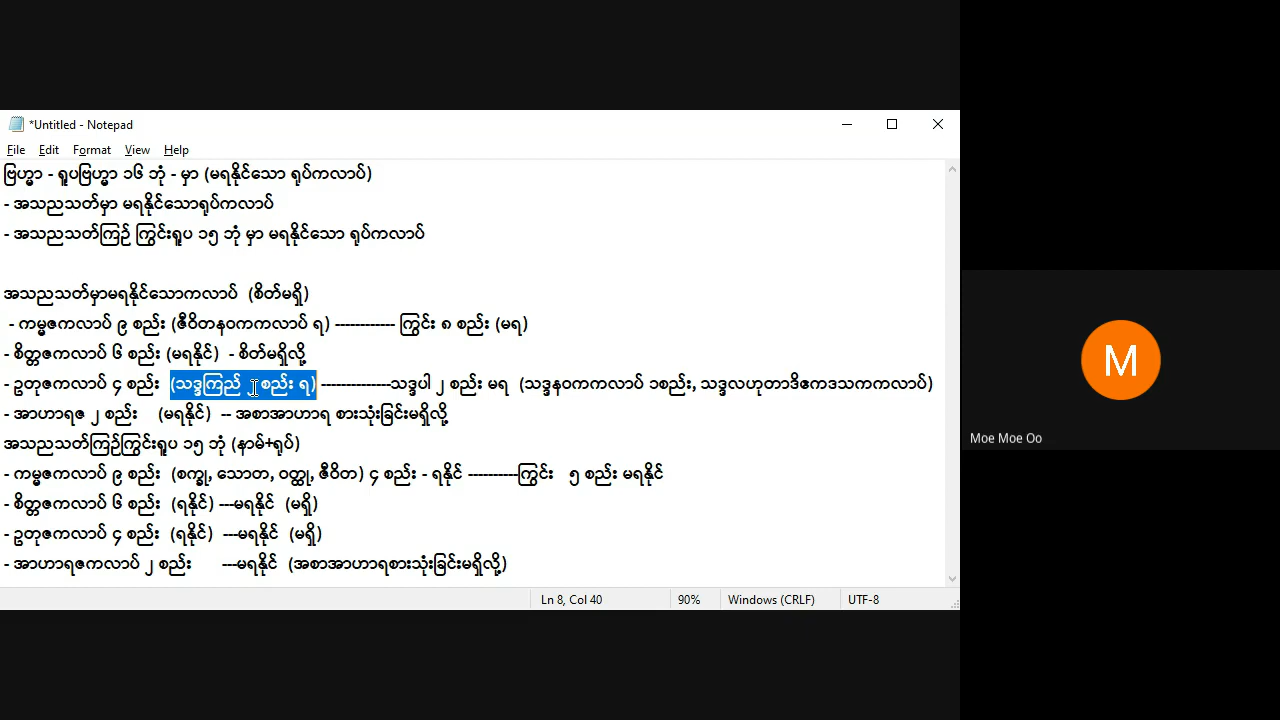 *Untitled - Notepad
File Edit Format View Help
ဗြဟ္မာ - ရူပဗြဟ္မာ ၁၆ ဘုံ - မှာ (မရနိုင်သော ရုပ်ကလာပ်)
- အသညသတ်မှာ မရနိုင်သောရုပ်ကလာပ်
- အသညသတ်ကြဉ် ကြွင်းရူပ ၁၅ ဘုံ မှာ မရနိုင်သော ရုပ်ကလာပ်
အသညသတ်မှာမရနိုင်သောကလာပ် (စိတ်မရှိ)
- ကမ္မဇကလာပ် ၉ စည်း (ဇီဝိတနဝကကလာပ် ရ) ------------ ကြွင်း ၈ စည်း (မရ)
- စိတ္တဇကလာပ် ၆ စည်း (မရနိုင်) - စိတ်မရှိလို့
- ဥတုဇကလာပ် ၄ စည်း (သဒ္ဒကြည် ၂ စည်း ရ) --------------သဒ္ဒပါ ၂ စည်း မရ (သဒ္ဒနဝကကလာပ် ၁စည်း, သဒ္ဒလဟုတာဒိဧကဒသကကလာပ်)
- အာဟာရဇ ၂ စည်း (မရနိုင်) -- အစာအာဟာရ စားသုံးခြင်းမရှိလို့
အသညသတ်ကြဉ်ကြွင်းရူပ ၁၅ ဘုံ (နာမ်+ရုပ်)
- ကမ္မဇကလာပ် ၉ စည်း (စက္ခု, သောတ, ဝတ္ထု, ဇီဝိတ) ၄ စည်း - ရနိုင် ----------ကြွင်း ၅ စည်း မရနိုင်
- စိတ္တဇကလာပ် ၆ စည်း (ရနိုင်) ---မရနိုင် (မရှိ)
- ဥတုဇကလာပ် ၄ စည်း (ရနိုင်) ---မရနိုင် (မရှိ)
- အာဟာရဇကလာပ် ၂ စည်း ---မရနိုင် (အစာအာဟာရစားသုံးခြင်းမရှိလို့)
Ln 8, Col 40 90% Windows (CRLF) UTF-8
M
Moe Moe Oo